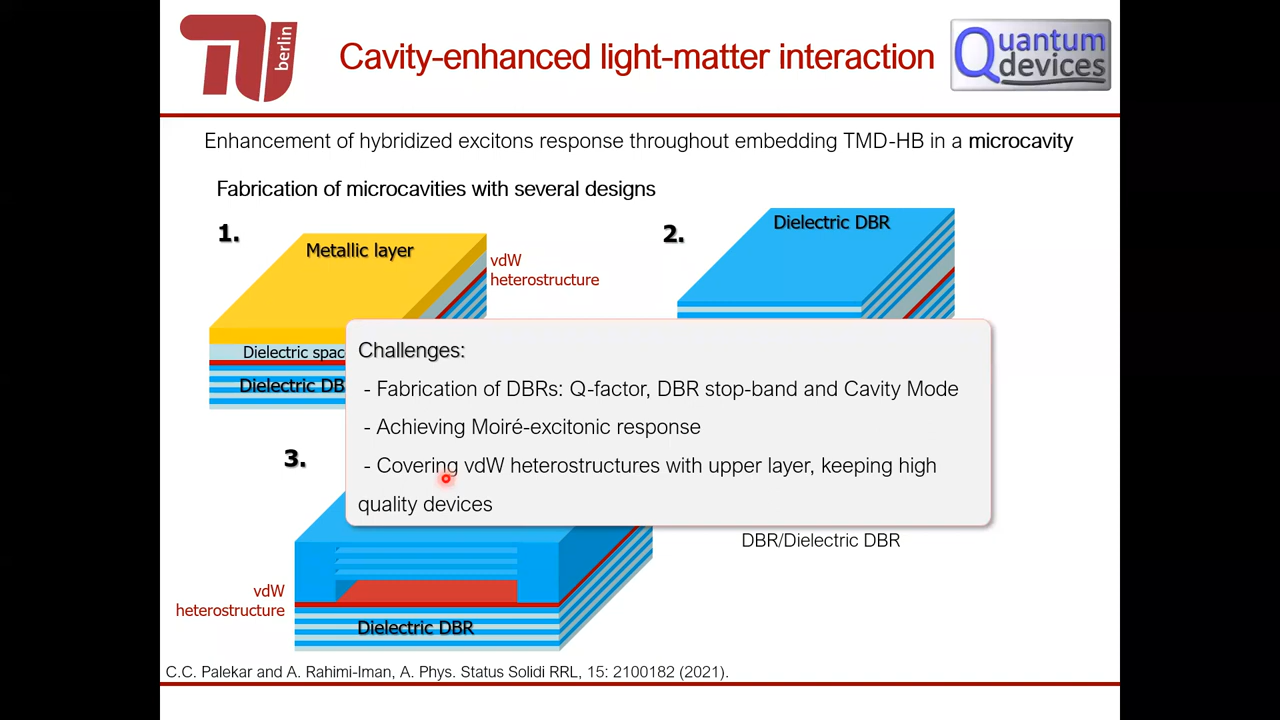 berlin
Cavity-enhanced light-matter interaction
Quantum
devices
Enhancement of hybridized excitons response throughout embedding TMD-HB in a microcavity
Fabrication of microcavities with several designs
1.
Metallic layer
vdW
heterostructure
Dielectric spac
Dielectric DB
2.
Dielectric DBR
Challenges:
- Fabrication of DBRs: Q-factor, DBR stop-band and Cavity Mode
- Achieving Moiré-excitonic response
- Covering vdW heterostructures with upper layer, keeping high
quality devices
3.
DBR/Dielectric DBR
vdW
heterostructure
Dielectric DBR
C.C. Palekar and A. Rahimi-Iman, A. Phys. Status Solidi RRL, 15: 2100182 (2021).